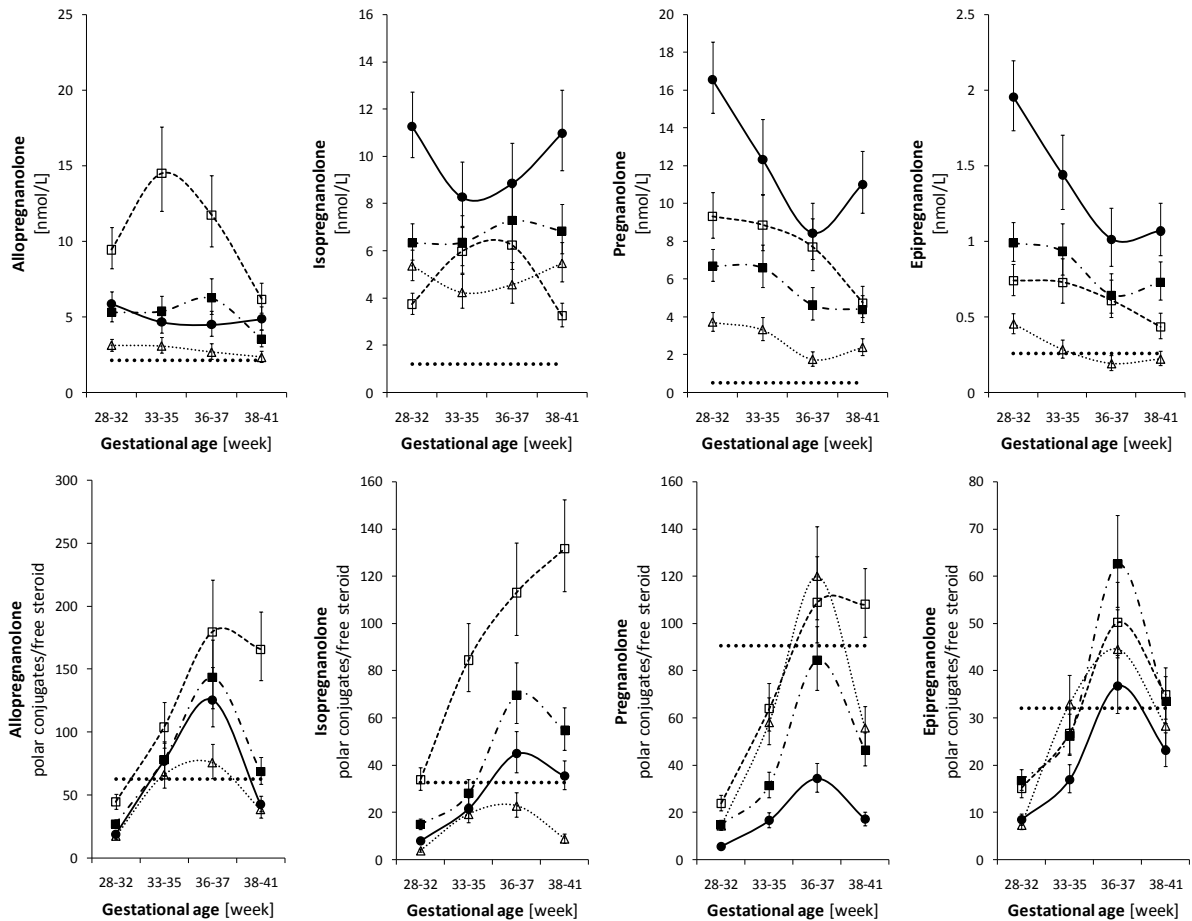 Allopregnanolone
[nmol/L]
25
20
15
10
5
0
28-32 33-35 36-37 38-41
Gestational age [week]
Isopregnanolone
[nmol/L]
16
14
12
10
8
6
4
2
0
28-32 33-35 36-37 38-41
Gestational age [week]
Pregnanolone
[nmol/L]
20
18
16
14
12
10
8
6
4
2
0
28-32 33-35 36-37 38-41
Gestational age [week]
Epipregnanolone
[nmol/L]
2.5
2
1.5
1
0.5
0
28-32 33-35 36-37 38-41
Gestational age [week]
Allopregnanolone
polar conjugates/free steroid
300
250
200
150
100
50
0
28-32 33-35 36-37 38-41
Gestational age [week]
Isopregnanolone
polar conjugates/free steroid
160
140
120
100
80
60
40
20
0
28-32 33-35 36-37 38-41
Gestational age [week]
Pregnanolone
polar conjugates/free steroid
160
140
120
100
80
60
40
20
0
28-32 33-35 36-37 38-41
Gestational age [week]
Epipregnanolone
polar conjugates/free steroid
80
70
60
50
40
30
20
10
0
28-32 33-35 36-37 38-41
Gestational age [week]